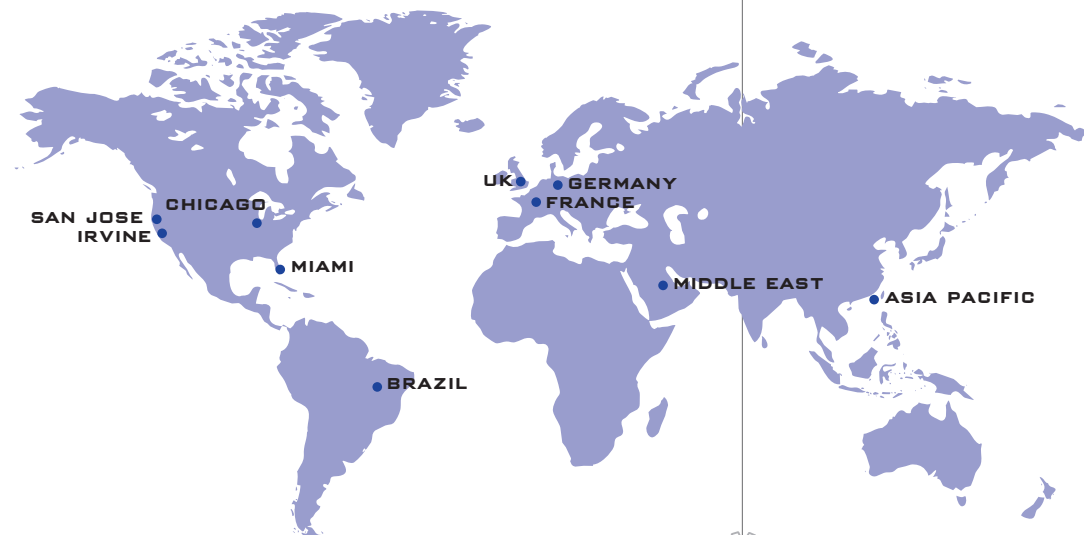 UK
GERMANY
FRANCE
CHICAGO
SAN JOSE
IRVINE
MIAMI
MIDDLE EAST
ASIA PACIFIC
BRAZIL